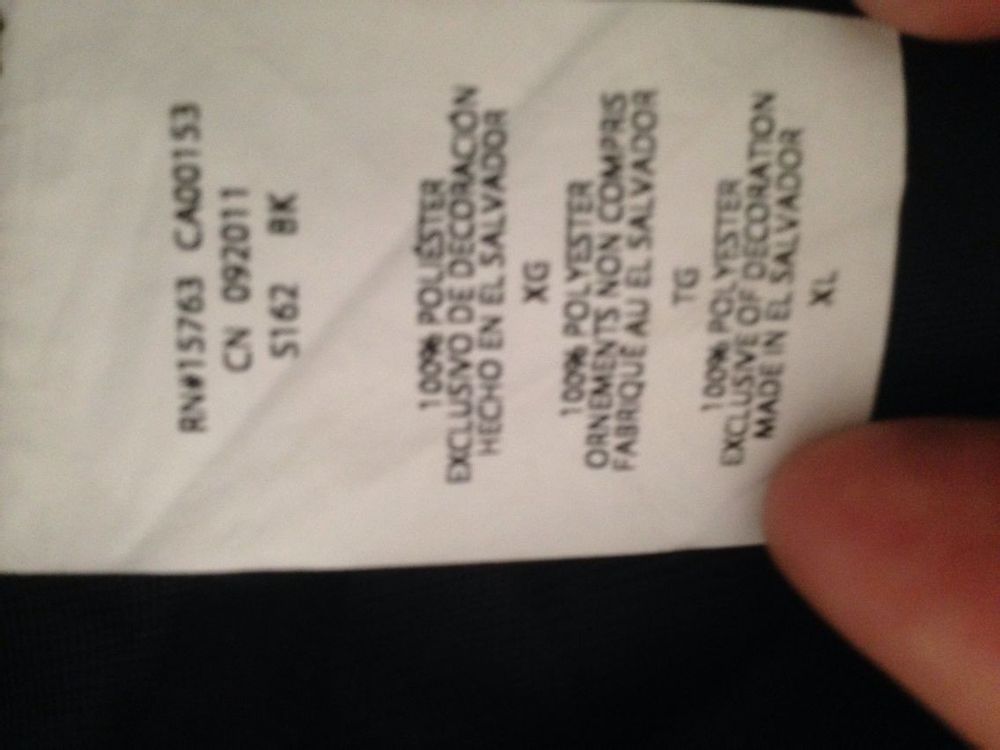 RN#15763 CA00153
CN 092011
S162 BK
100% POLIÉSTER
EXCLUSIVO DE DECORACIÓN
HECHO EN EL SALVADOR
XG
100% POLYESTER
ORNEMENTS NON COMPRIS
FABRIQUÉ AU EL SALVADOR
TG
100% POLYESTER
EXCLUSIVE OF DECORATION
MADE IN EL SALVADOR
XL